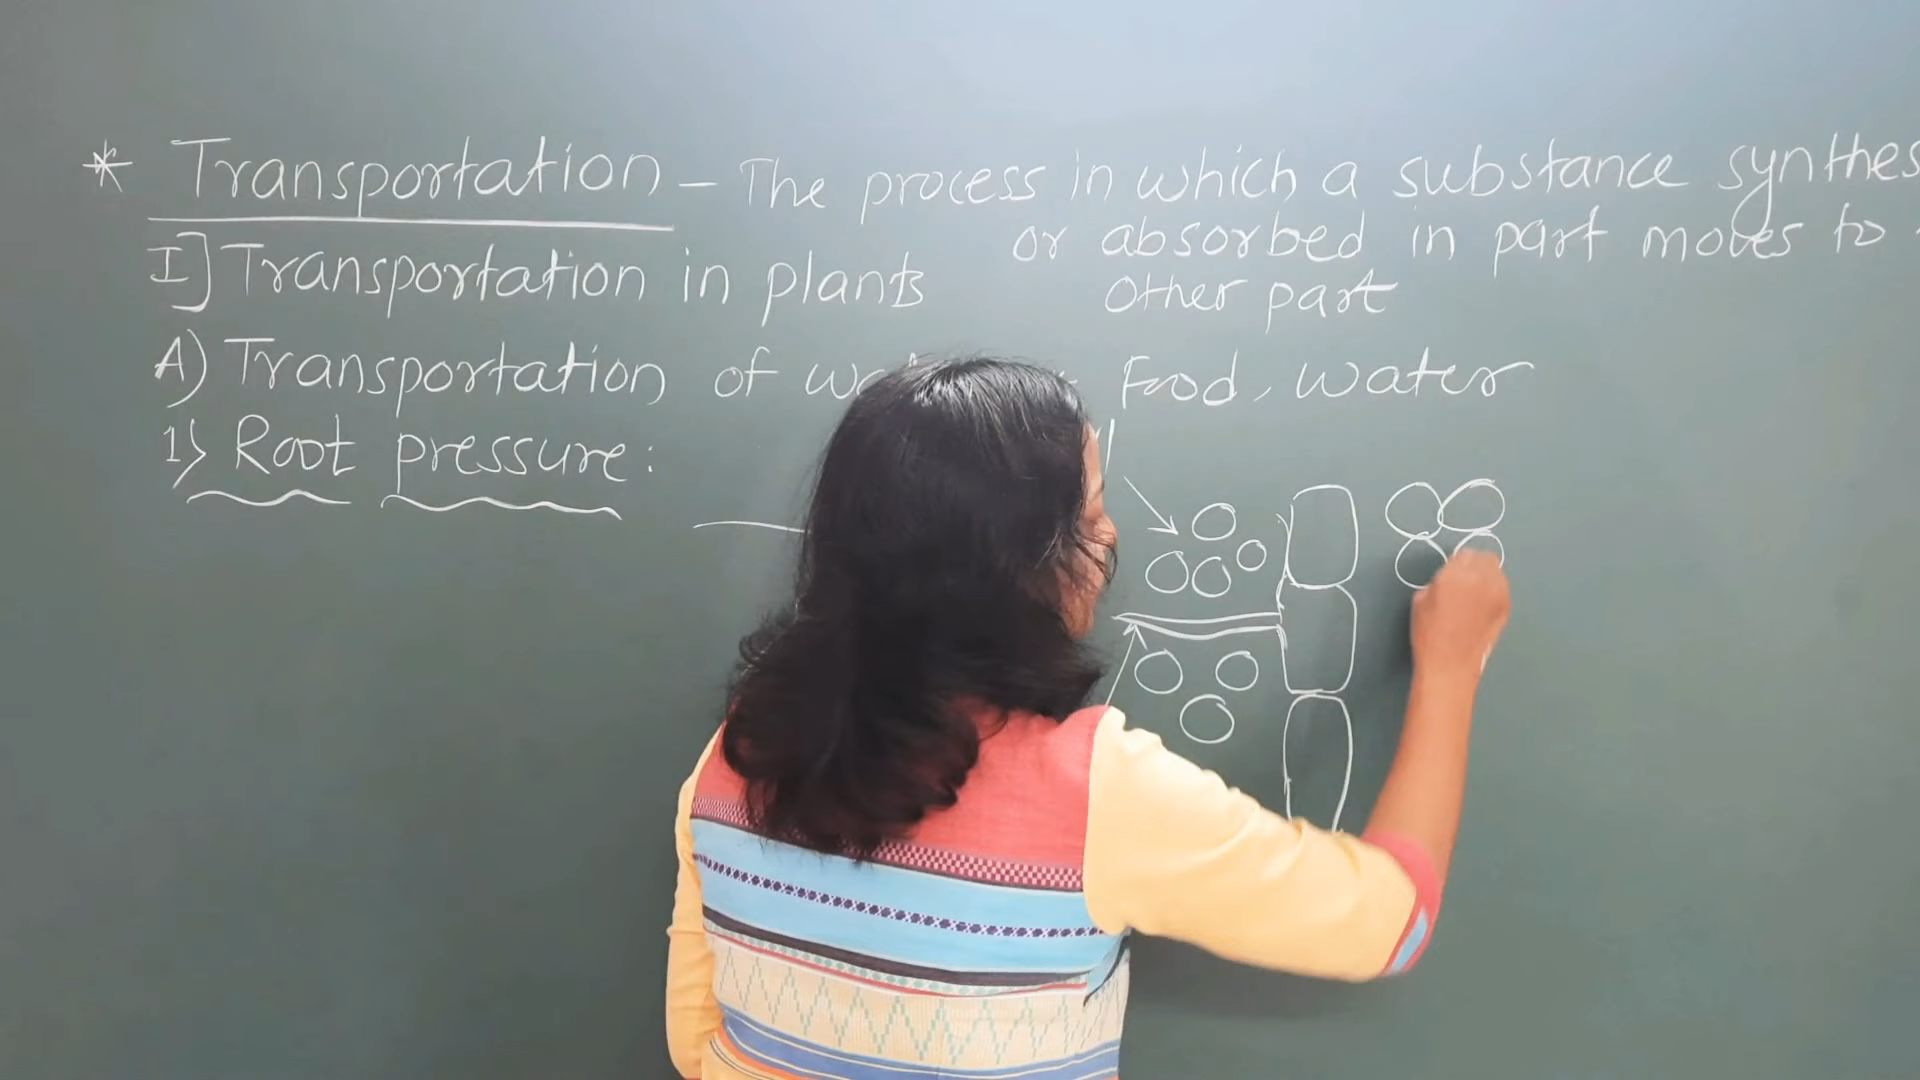 * Transportation – The process in which a substance
or absorbed in part moves to
other part
I] Transportation in plants
A) Transportation of Food, water
1) Root pressure: